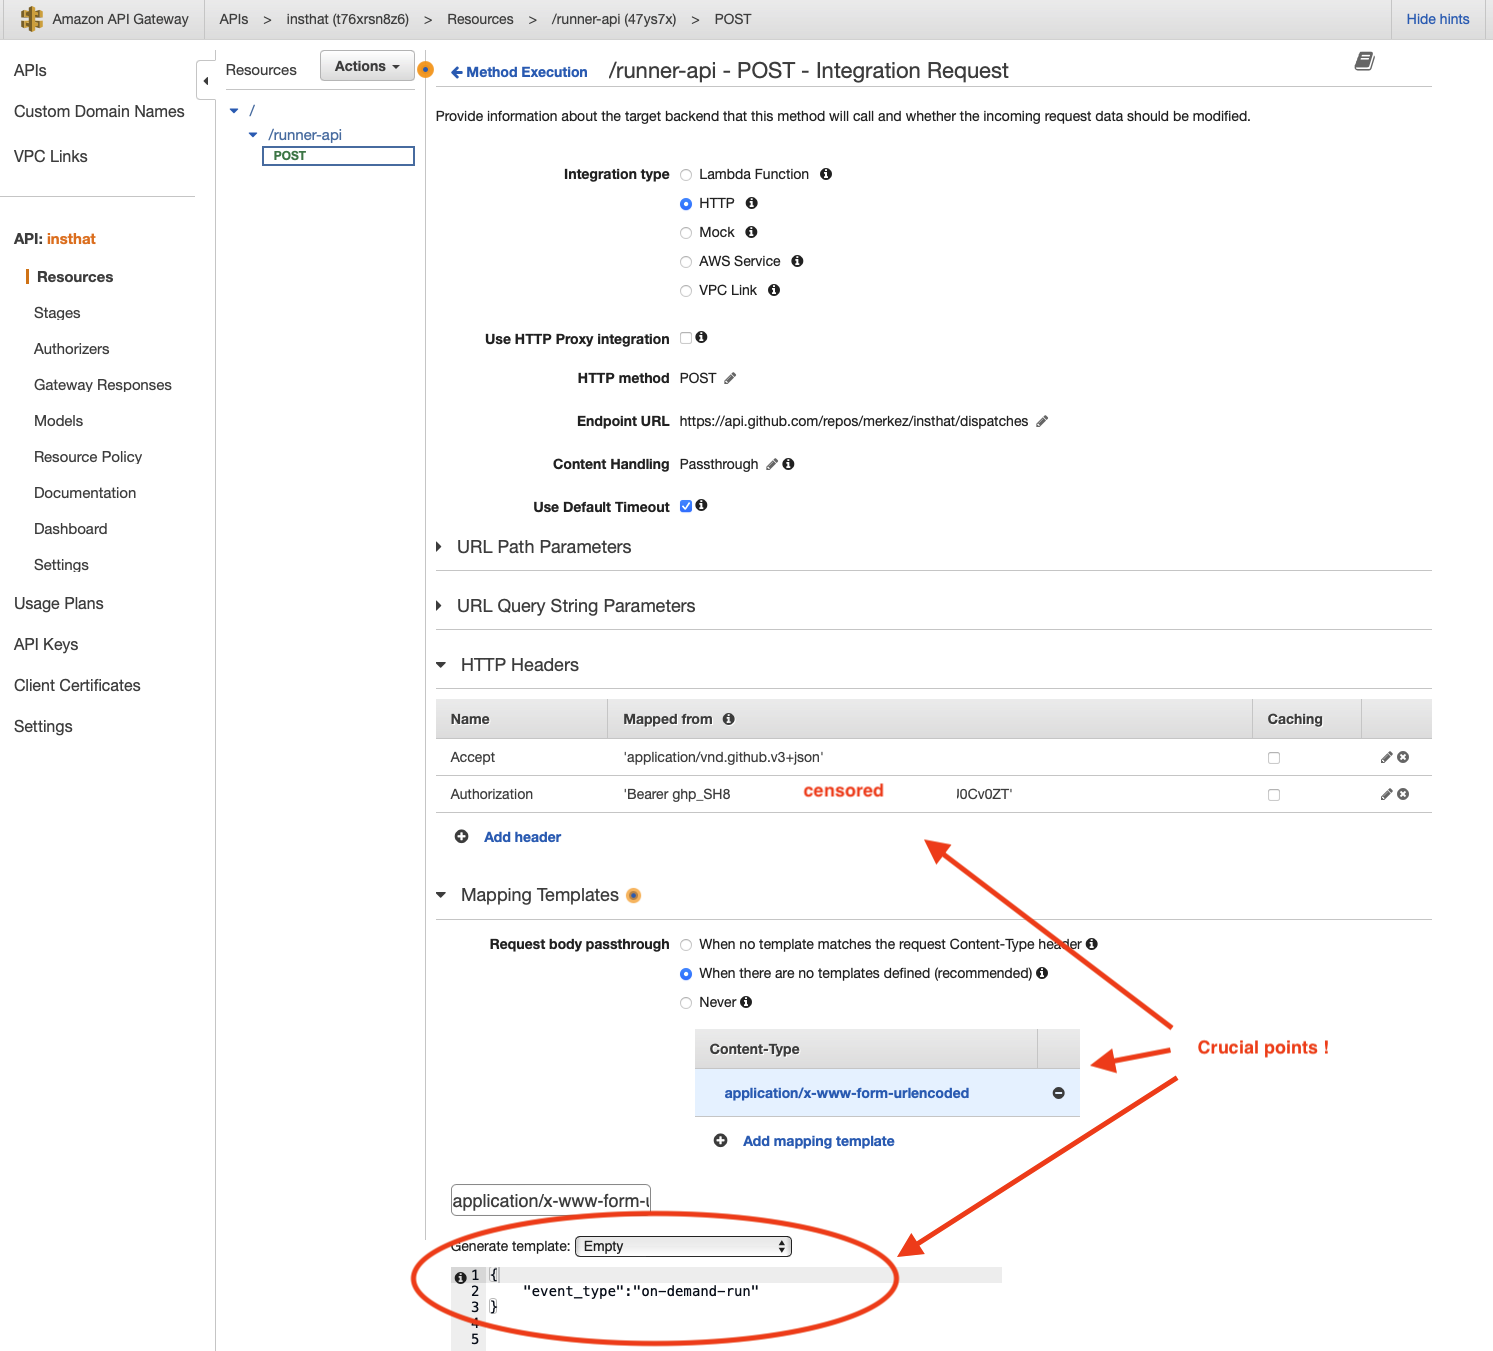 Amazon API Gateway
APIs > insthat (t76xrsn8z6) > Resources > /runner-api (47ys7x) > POST
Hide hints
APIs
Custom Domain Names
VPC Links
API: insthat
Resources
Stages
Authorizers
Gateway Responses
Models
Resource Policy
Documentation
Dashboard
Settings
Usage Plans
API Keys
Client Certificates
Settings
Resources
Actions
/
/runner-api
POST
Method Execution
/runner-api - POST - Integration Request
Provide information about the target backend that this method will call and whether the incoming request data should be modified.
Integration type
Lambda Function
HTTP
Mock
AWS Service
VPC Link
Use HTTP Proxy integration
HTTP method POST
Endpoint URL https://api.github.com/repos/merkez/insthat/dispatches
Content Handling Passthrough
Use Default Timeout
URL Path Parameters
URL Query String Parameters
HTTP Headers
Name Mapped from Caching
Accept 'application/vnd.github.v3+json'
Authorization 'Bearer ghp_SH8 censored J0Cv0ZT'
Add header
Mapping Templates
Request body passthrough
When no template matches the request Content-Type header
When there are no templates defined (recommended)
Never
Content-Type
application/x-www-form-urlencoded
Add mapping template
Crucial points !
application/x-www-form-u
Generate template: Empty
1 {
2 "event_type":"on-demand-run"
3 }
4
5